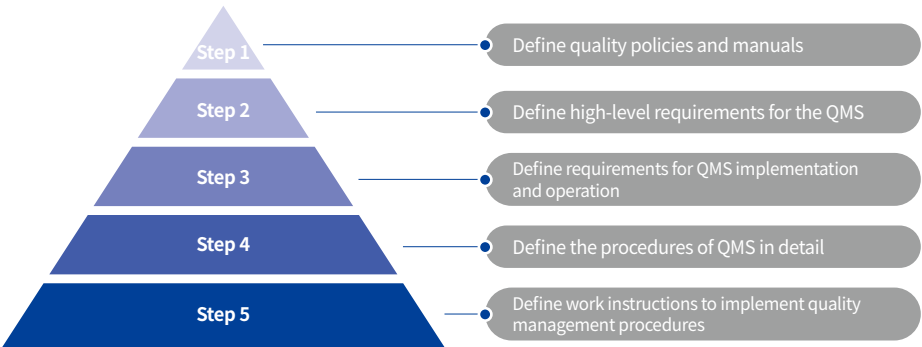 Step 1
Define quality policies and manuals
Step 2
Define high-level requirements for the QMS
Step 3
Define requirements for QMS implementation
and operation
Step 4
Define the procedures of QMS in detail
Step 5
Define work instructions to implement quality
management procedures